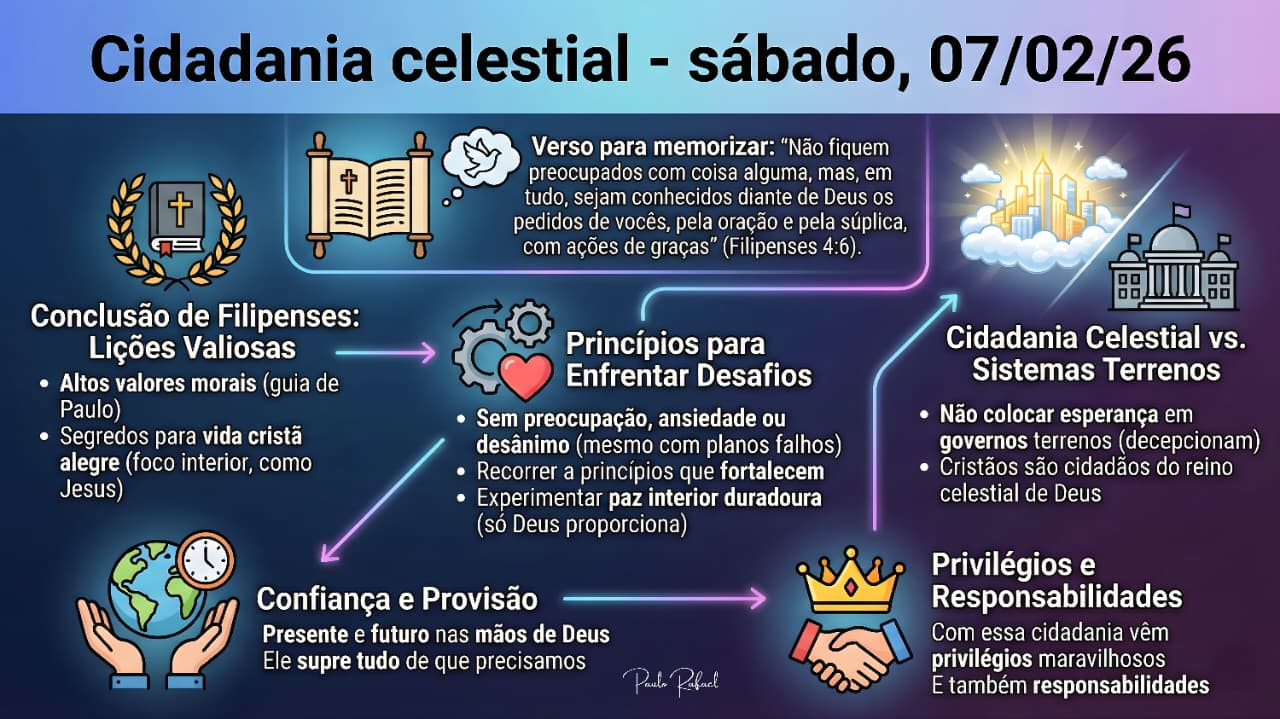 Cidadania celestial - sábado, 07/02/26
Verso para memorizar: “Não fiquem
preocupados com coisa alguma, mas, em
tudo, sejam conhecidos diante de Deus os
pedidos de vocês, pela oração e pela súplica,
com ações de graças” (Filipenses 4:6).
Conclusão de Filipenses:
Lições Valiosas
• Altos valores morais (guia de
Paulo)
• Segredos para vida cristã
alegre (foco interior, como
Jesus)
Princípios para
Enfrentar Desafios
• Sem preocupação, ansiedade ou
desânimo (mesmo com planos falhos)
• Recorrer a princípios que fortalecem
• Experimentar paz interior duradoura
(só Deus proporciona)
Confiança e Provisão
Presente e futuro nas mãos de Deus
Ele supre tudo de que precisamos
Privilégios e
Responsabilidades
Com essa cidadania vêm
privilégios maravilhosos
E também responsabilidades
Cidadania Celestial vs.
Sistemas Terrenos
• Não colocar esperança em
governos terrenos (decepcionam)
• Cristãos são cidadãos do reino
celestial de Deus
Paulo Rafael